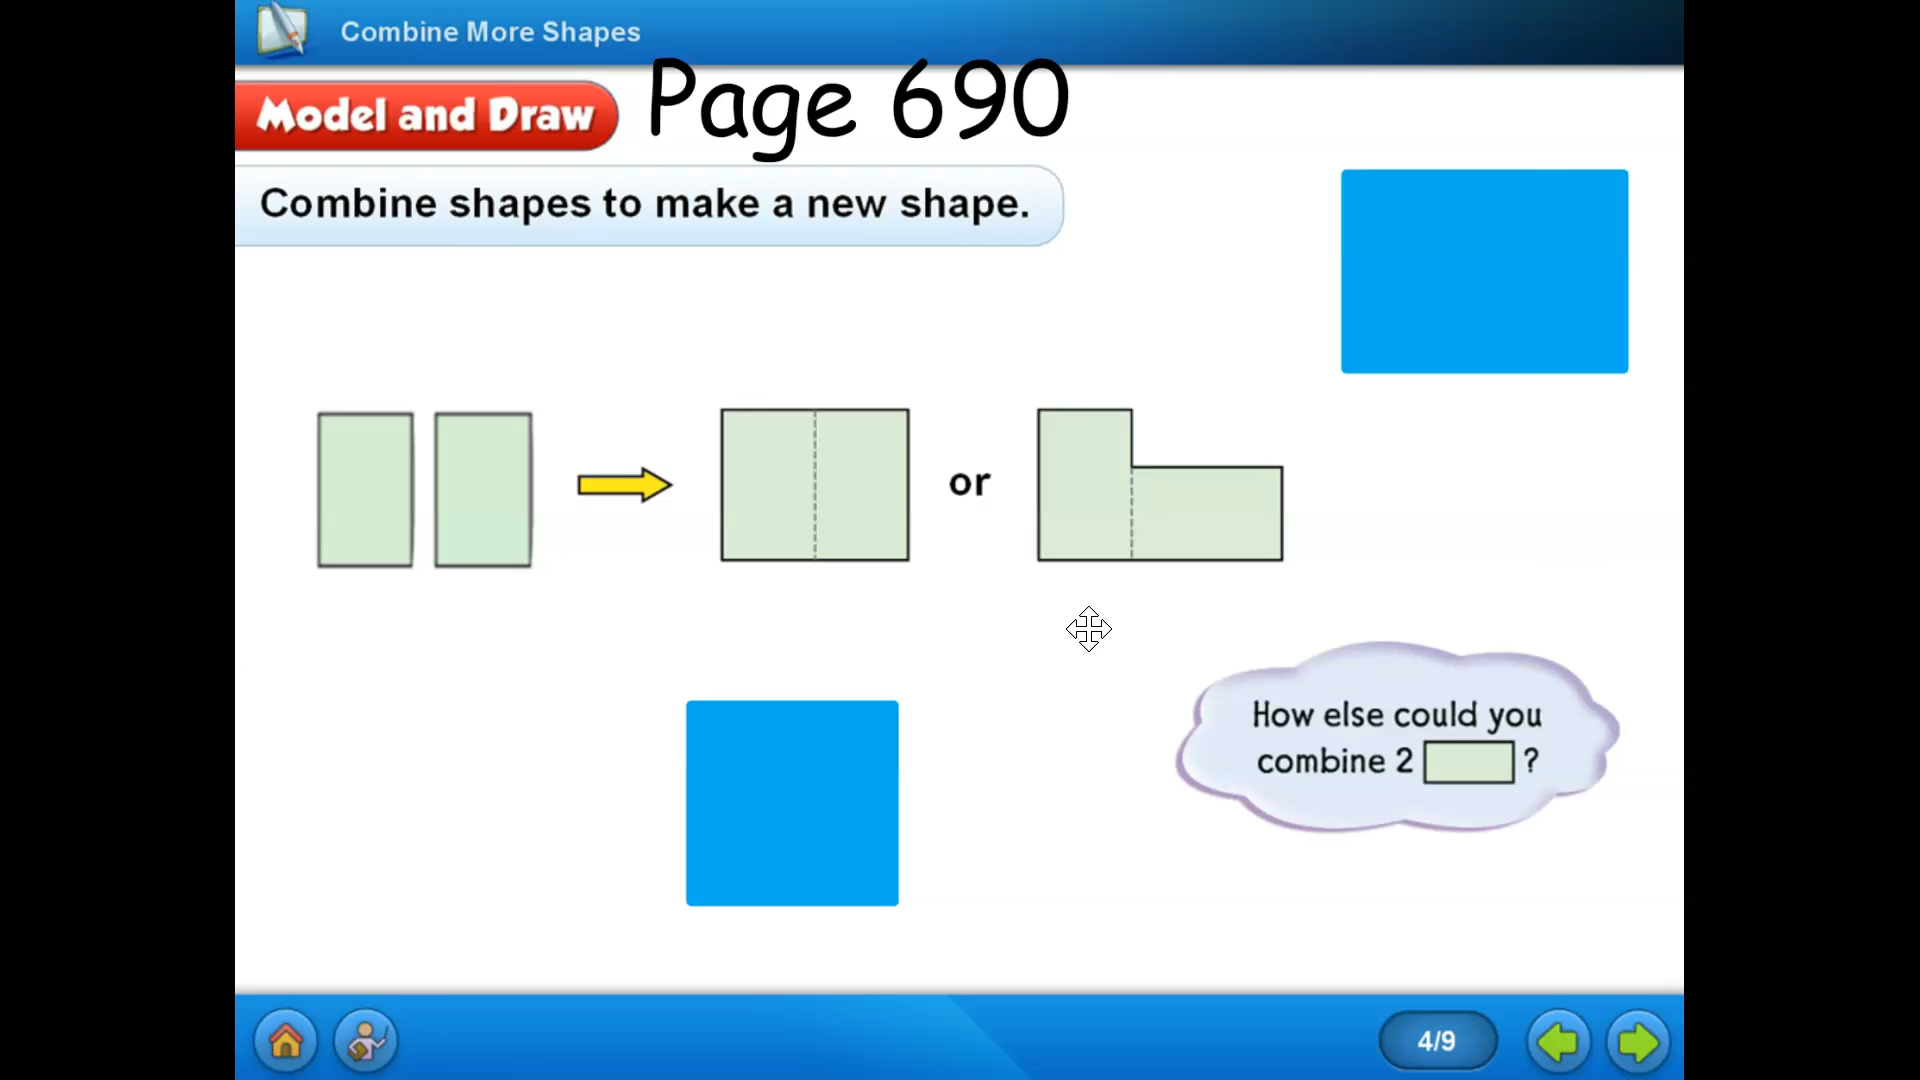 Combine More Shapes
Model and Draw
Page 690
Combine shapes to make a new shape.
or
How else could you
combine 2 ?
4/9